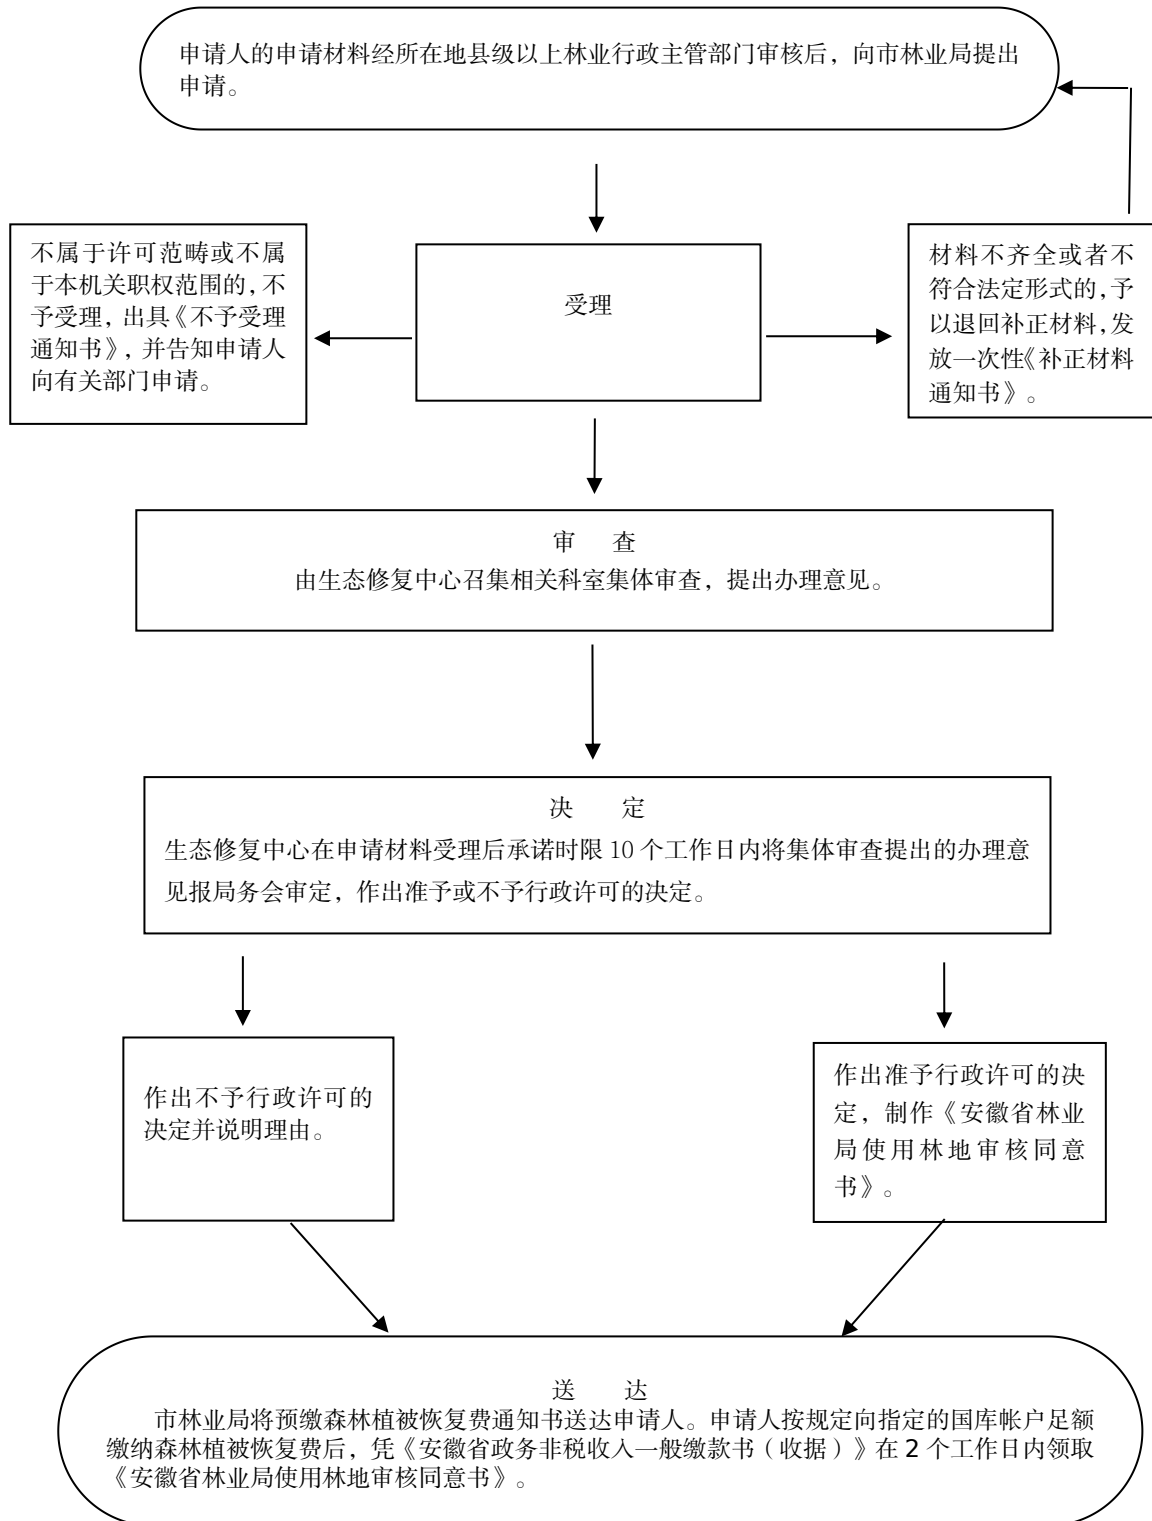 申请人的申请材料经所在地县级以上林业行政主管部门审核后，向市林业局提出
申请。
不属于许可范畴或不属
于本机关职权范围的，不
予受理，出具《不予受理
通知书》，并告知申请人
向有关部门申请。
受理
材料不齐全或者不
符合法定形式的，予
以退回补正材料，发
放一次性《补正材料
通知书》。
审 查
由生态修复中心召集相关科室集体审查，提出办理意见。
决 定
生态修复中心在申请材料受理后承诺时限 10 个工作日内将集体审查提出的办理意
见报局务会审定，作出准予或不予行政许可的决定。
作出不予行政许可的
决定并说明理由。
作出准予行政许可的决
定，制作《安徽省林业
局使用林地审核同意
书》。
送 达
市林业局将预缴森林植被恢复费通知书送达申请人。申请人按规定向指定的国库帐户足额
缴纳森林植被恢复费后，凭《安徽省政务非税收入一般缴款书（收据）》在 2 个工作日内领取
《安徽省林业局使用林地审核同意书》。